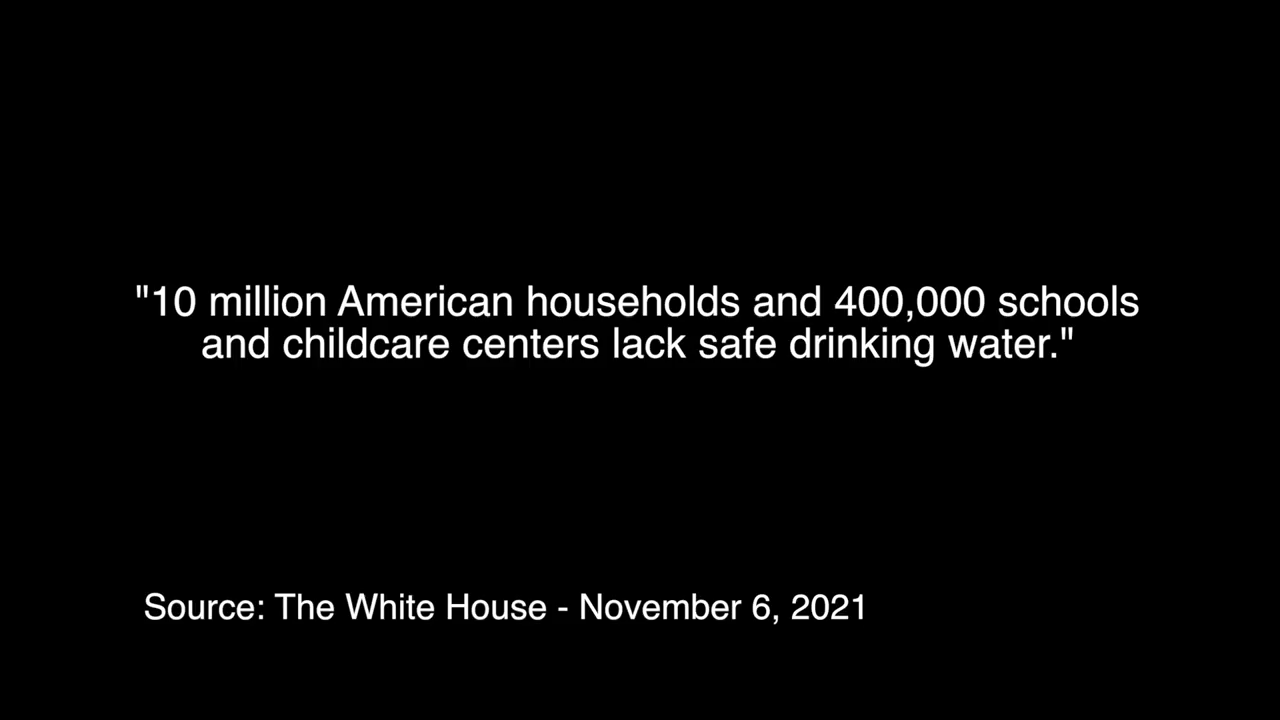 "10 million American households and 400,000 schools
and childcare centers lack safe drinking water."
Source: The White House - November 6, 2021